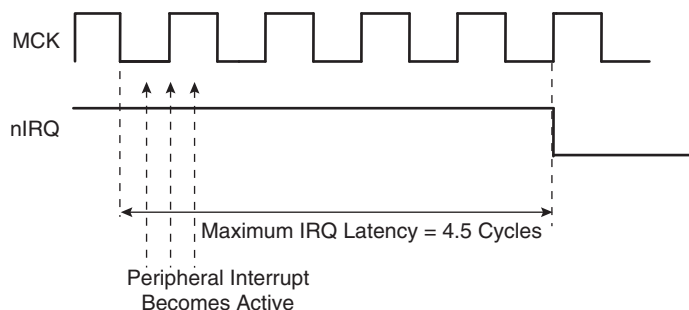 MCK
nIRQ
Maximum IRQ Latency = 4.5 Cycles
Peripheral Interrupt
Becomes Active